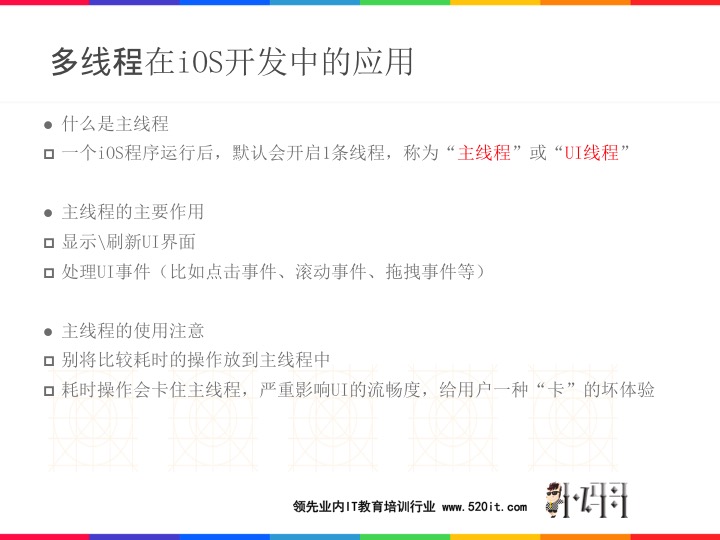 多线程在iOS开发中的应用
什么是主线程
一个iOS程序运行后，默认会开启1条线程，称为“主线程”或“UI线程”
主线程的主要作用
显示\刷新UI界面
处理UI事件（比如点击事件、滚动事件、拖拽事件等）
主线程的使用注意
别将比较耗时的操作放到主线程中
耗时操作会卡住主线程，严重影响UI的流畅度，给用户一种“卡”的坏体验
领先业内IT教育培训行业 www.520it.com
小码哥